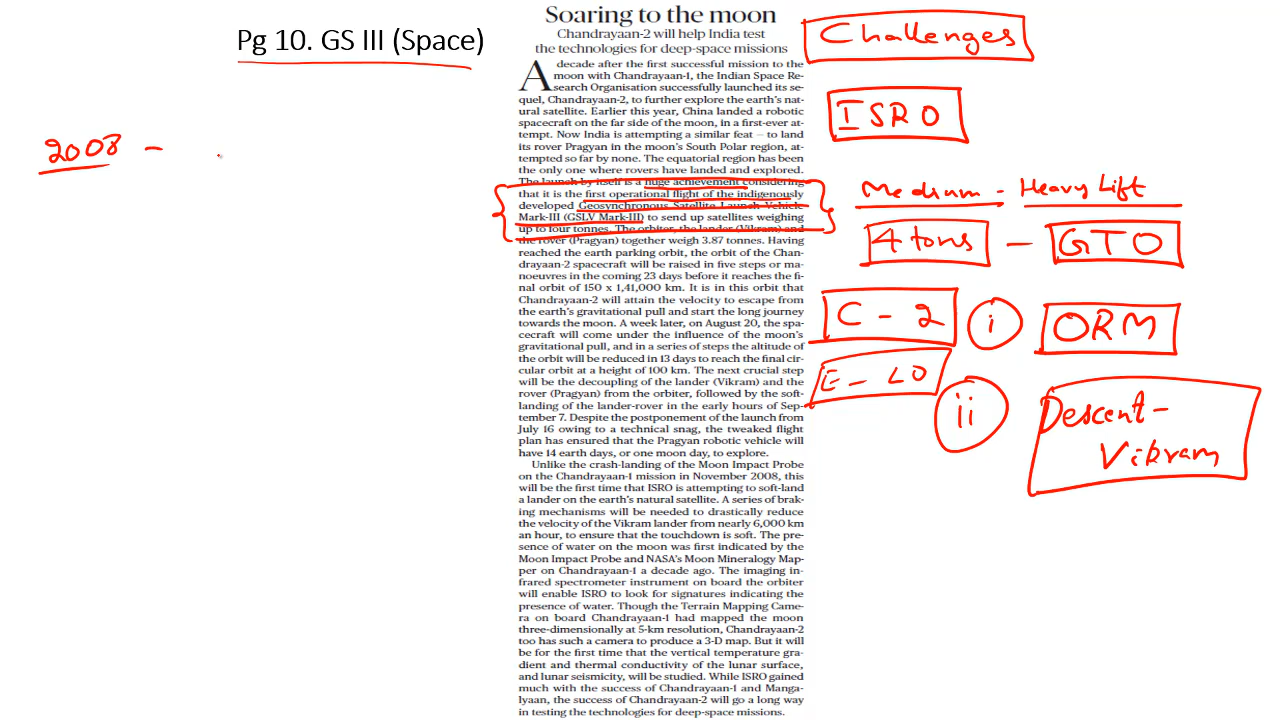 Pg 10. GS III (Space)
2008 -
Soaring to the moon
Chandrayaan-2 will help India test
the technologies for deep-space missions
A decade after the first successful mission to the
moon with Chandrayaan-1, the Indian Space Re-
search Organisation successfully launched its se-
quel, Chandrayaan-2, to further explore the earth's nat-
ural satellite. Earlier this year, China landed a robotic
spacecraft on the far side of the moon, in a first-ever at-
tempt. Now India is attempting a similar feat — to land
its rover Pragyan in the moon's South Polar region, at-
tempted so far by none. The equatorial region has been
the only one where rovers have landed and explored.
The launch by itself is a huge achievement considering
that it is the first operational flight of the indigenously
developed Geosynchronous Satellite Launch Vehicle
Mark-III (GSLV Mark-III) to send up satellites weighing
up to four tonnes. The orbiter, the lander (Vikram) and
the rover (Pragyan) together weigh 3.87 tonnes. Having
reached the earth parking orbit, the orbit of the Chan-
drayaan-2 spacecraft will be raised in five steps or ma-
noeuvres in the coming 23 days before it reaches the fi-
nal orbit of 150 x 1,41,000 km. It is in this orbit that
Chandrayaan-2 will attain the velocity to escape from
the earth's gravitational pull and start the long journey
towards the moon. A week later, on August 20, the spa-
cecraft will come under the influence of the moon's
gravitational pull, and in a series of steps the altitude of
the orbit will be reduced in 13 days to reach the final cir-
cular orbit at a height of 100 km. The next crucial step
will be the decoupling of the lander (Vikram) and the
rover (Pragyan) from the orbiter, followed by the soft-
landing of the lander-rover in the early hours of Sep-
tember 7. Despite the postponement of the launch from
July 16 owing to a technical snag, the tweaked flight
plan has ensured that the Pragyan robotic vehicle will
have 14 earth days, or one moon day, to explore.
Unlike the crash-landing of the Moon Impact Probe
on the Chandrayaan-1 mission in November 2008, this
will be the first time that ISRO is attempting to soft-land
a lander on the earth's natural satellite. A series of brak-
ing mechanisms will be needed to drastically reduce
the velocity of the Vikram lander from nearly 6,000 km
an hour, to ensure that the touchdown is soft. The pre-
sence of water on the moon was first indicated by the
Moon Impact Probe and NASA's Moon Mineralogy Map-
per on Chandrayaan-1 a decade ago. The imaging in-
frared spectrometer instrument on board the orbiter
will enable ISRO to look for signatures indicating the
presence of water. Though the Terrain Mapping Came-
ra on board Chandrayaan-1 had mapped the moon
three-dimensionally at 5-km resolution, Chandrayaan-2
too has such a camera to produce a 3-D map. But it will
be for the first time that the vertical temperature gra-
dient and thermal conductivity of the lunar surface,
and lunar seismicity, will be studied. While ISRO gained
much with the success of Chandrayaan-1 and Manga-
lyaan, the success of Chandrayaan-2 will go a long way
in testing the technologies for deep-space missions.
Challenges
ISRO
Medium - Heavy Lift
4 tons - GTO
C - 2 i ORM
E - LO
ii Descent -
Vikram